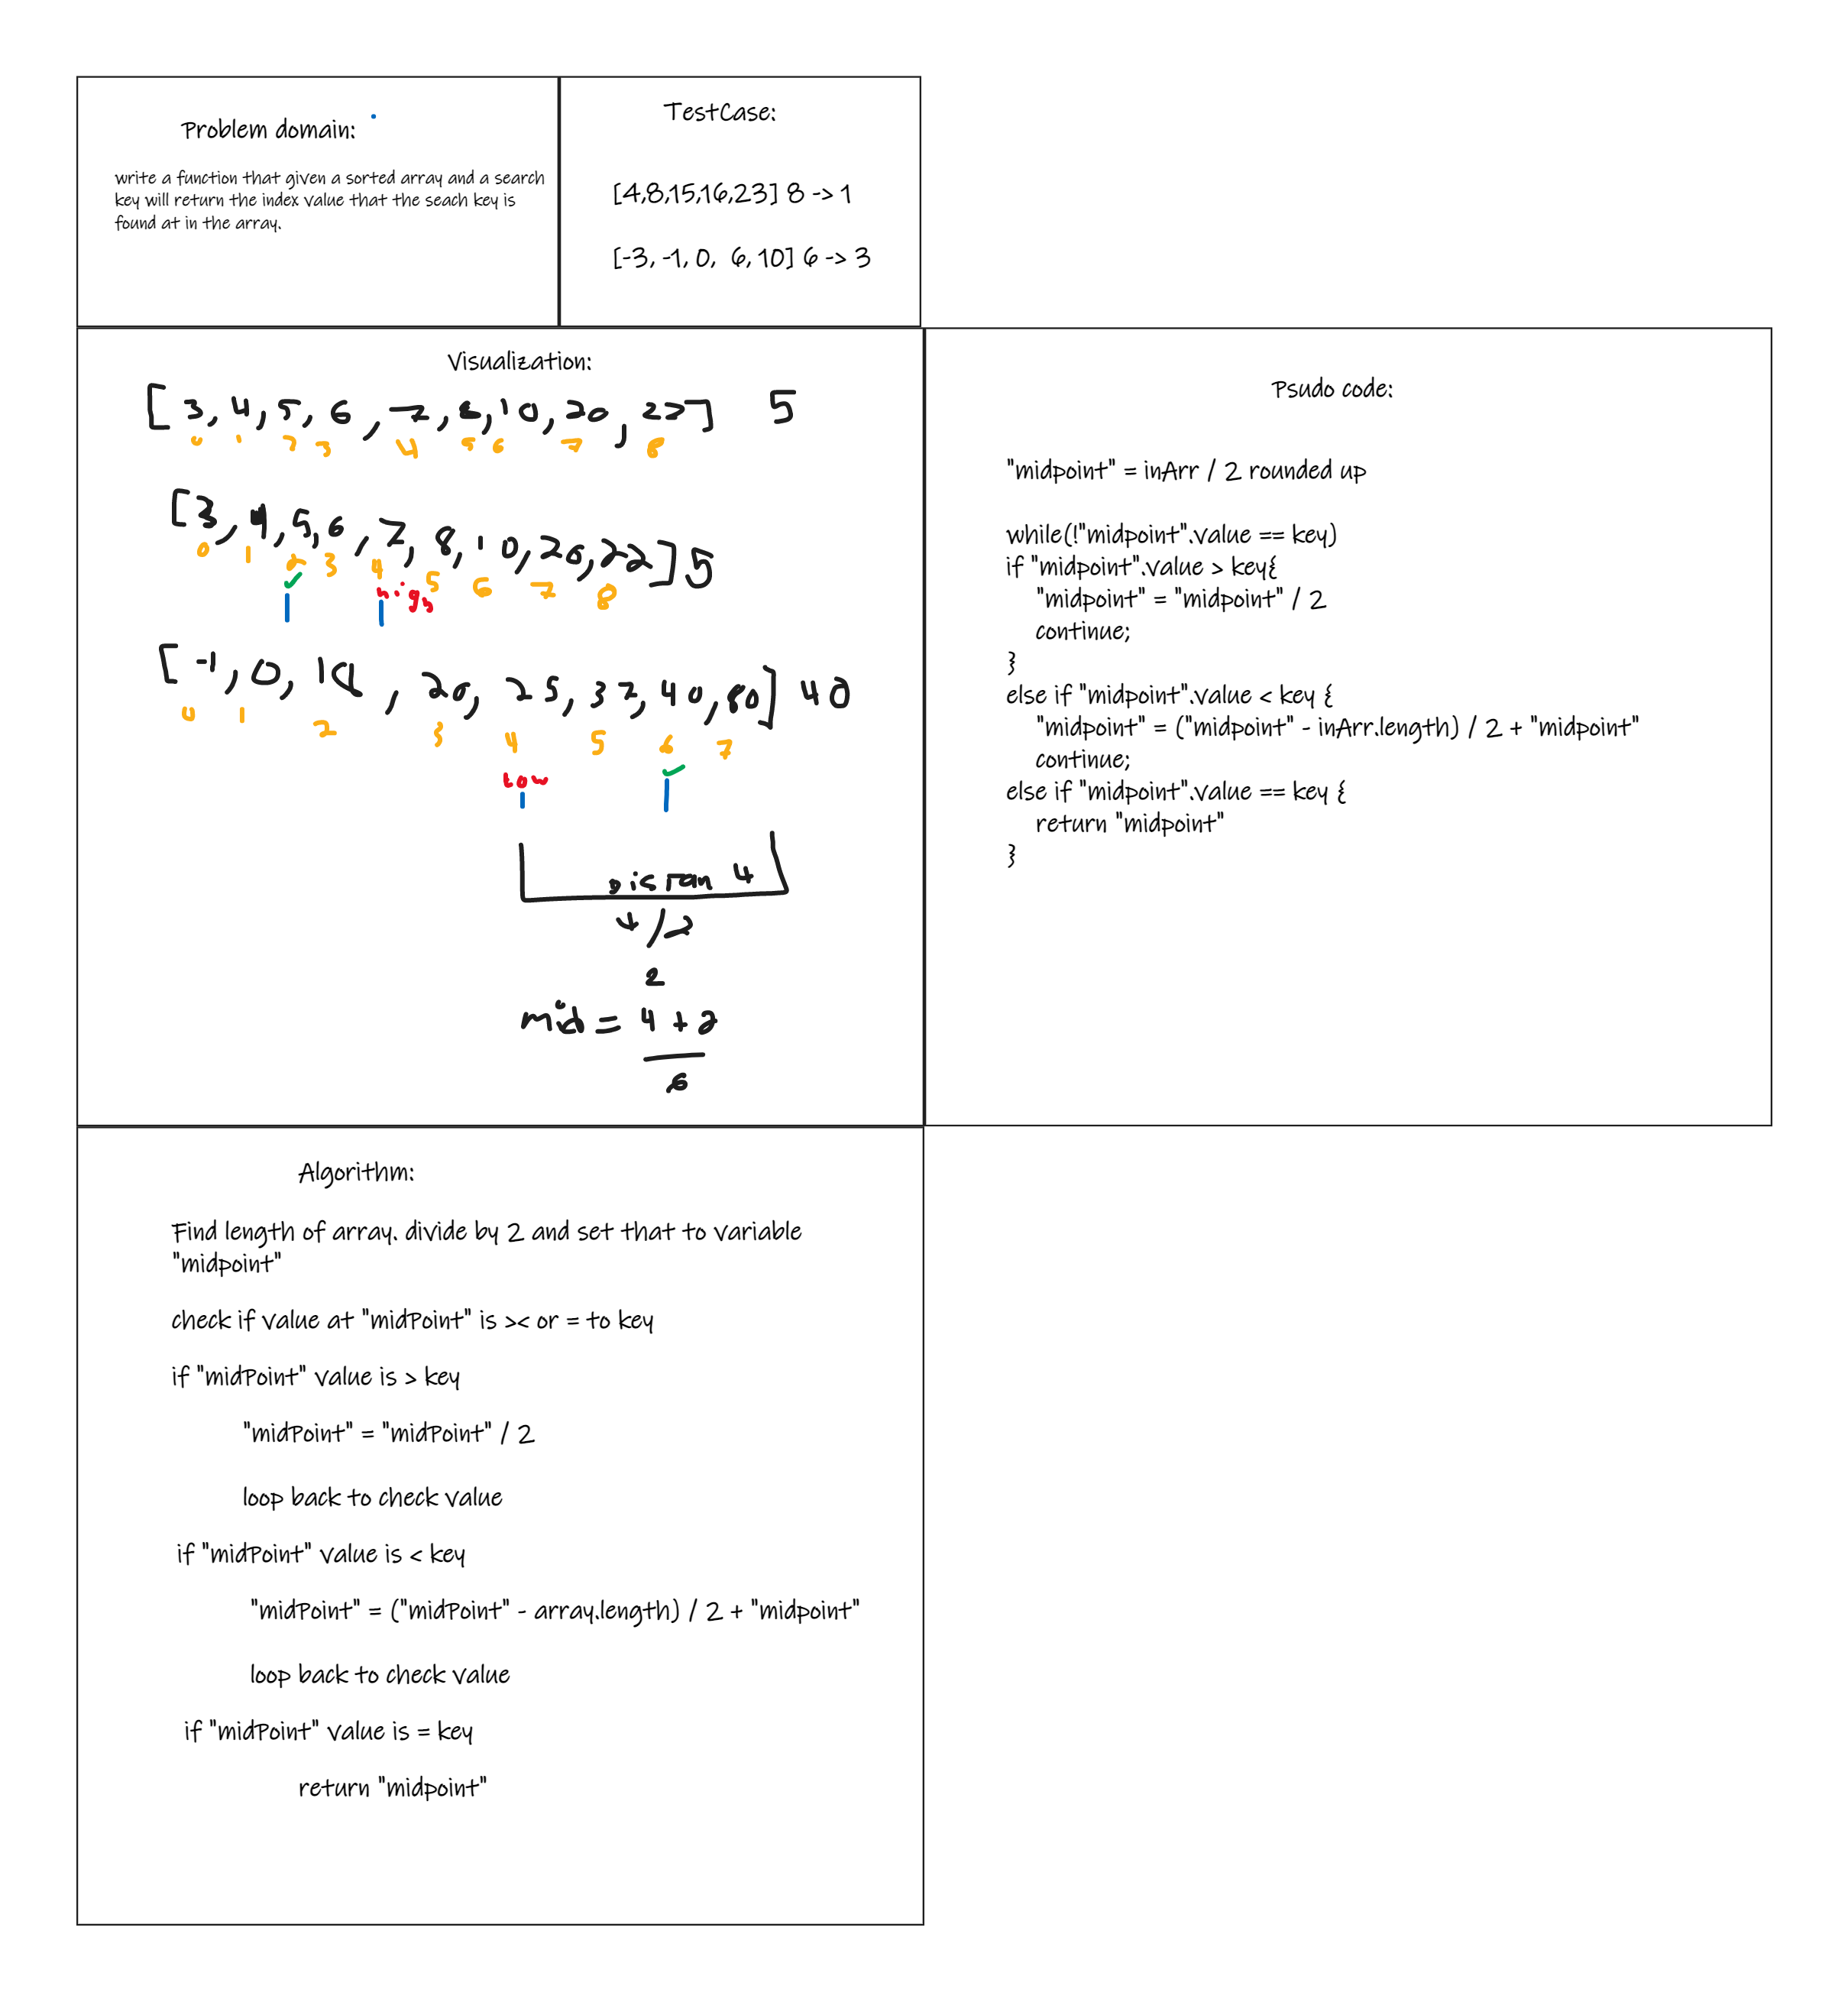 Problem domain:
write a function that given a sorted array and a search
key will return the index value that the seach key is
found at in the array.
TestCase:
[4,8,15,16,23] 8 -> 1
[-3, -1, 0, 6, 10] 6 -> 3
Visualization:
[3, 4, 5, 6, 7, 8, 10, 20, 22] 5
0 1 2 3 4 5 6 7 8
[3, 4, 5, 6, 7, 8, 10, 20, 22] 5
0 1 2 3 4 5 6 7 8
high
[-1, 0, 10, 20, 25, 37, 40, 80] 40
0 1 2 3 4 5 6 7
low
4
4/2
2
mid = 4 + 2
6
Psudo code:
"midpoint" = inArr / 2 rounded up
while(!"midpoint".value == key)
if "midpoint".value > key{
"midpoint" = "midpoint" / 2
continue;
}
else if "midpoint".value < key {
"midpoint" = ("midpoint" - inArr.length) / 2 + "midpoint"
continue;
else if "midpoint".value == key {
return "midpoint"
}
Algorithm:
Find length of array. divide by 2 and set that to variable
"midpoint"
check if value at "midPoint" is >< or = to key
if "midPoint" value is > key
"midPoint" = "midPoint" / 2
loop back to check value
if "midPoint" value is < key
"midPoint" = ("midPoint" - array.length) / 2 + "midpoint"
loop back to check value
if "midPoint" value is = key
return "midpoint"